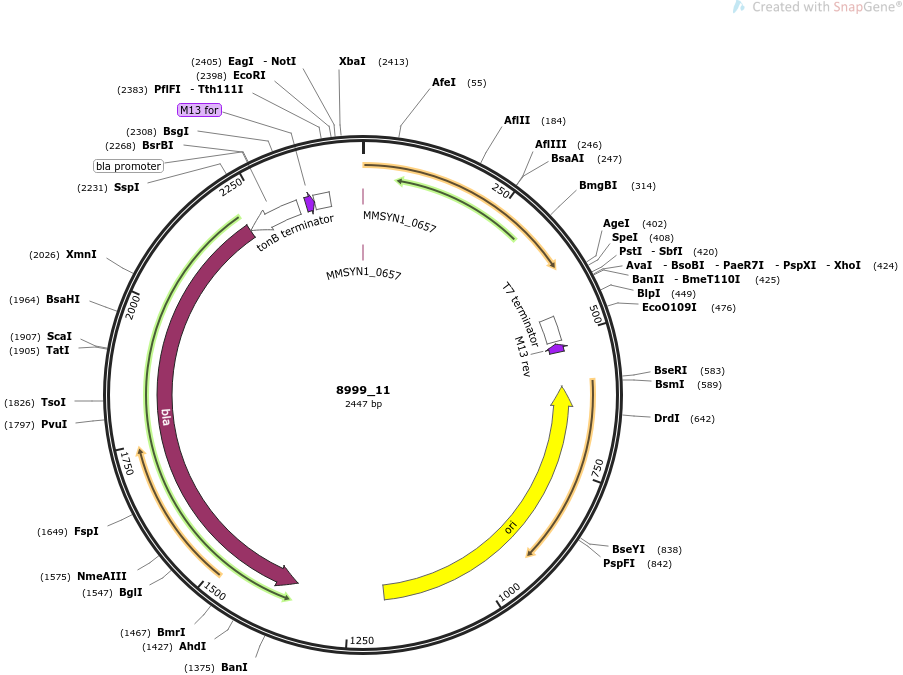 Created with SnapGene®
(2405) EagI - NotI
XbaI (2413)
(2398) EcoRI
AfeI (55)
(2383) PflFI - Tth111I
M13 for
AflII (184)
(2308) BsgI
(2268) BsrBI
AflIII (246)
BsaAI (247)
bla promoter
(2231) SspI
2250
250
BmgBI (314)
tonB terminator
MMSYN1_0657
AgeI (402)
SpeI (408)
PstI - SbfI (420)
(2026) XmnI
AvaI - BsoBI - PaeR7I - PspXI - XhoI (424)
MMSYN1_0657
BanII - BmeT110I (425)
BlpI (449)
(1964) BsaHI
2000
T7 terminator
500
EcoO109I (476)
(1907) ScaI
(1905) TatI
M13 rev
BseRI (583)
BsmI (589)
8999_11
2447 bp
(1826) TsoI
bla
DrdI (642)
(1797) PvuI
1750
750
(1649) FspI
ori
BseYI (838)
PspFI (842)
(1575) NmeAIII
(1547) BglI
1500
1000
(1467) BmrI
(1427) AhdI
1250
(1375) BanI